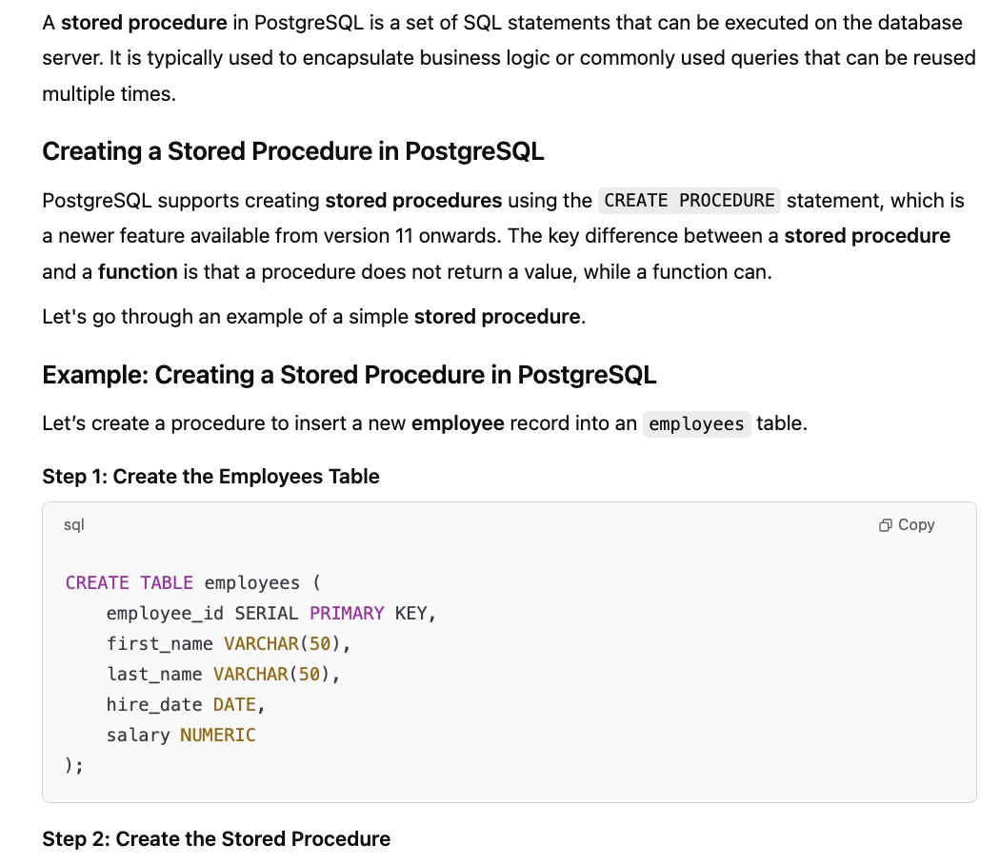 A stored procedure in PostgreSQL is a set of SQL statements that can be executed on the database
server. It is typically used to encapsulate business logic or commonly used queries that can be reused
multiple times.
Creating a Stored Procedure in PostgreSQL
PostgreSQL supports creating stored procedures using the CREATE PROCEDURE statement, which is
a newer feature available from version 11 onwards. The key difference between a stored procedure
and a function is that a procedure does not return a value, while a function can.
Let's go through an example of a simple stored procedure.
Example: Creating a Stored Procedure in PostgreSQL
Let’s create a procedure to insert a new employee record into an employees table.
Step 1: Create the Employees Table
sql Copy
CREATE TABLE employees (
    employee_id SERIAL PRIMARY KEY,
    first_name VARCHAR(50),
    last_name VARCHAR(50),
    hire_date DATE,
    salary NUMERIC
);
Step 2: Create the Stored Procedure